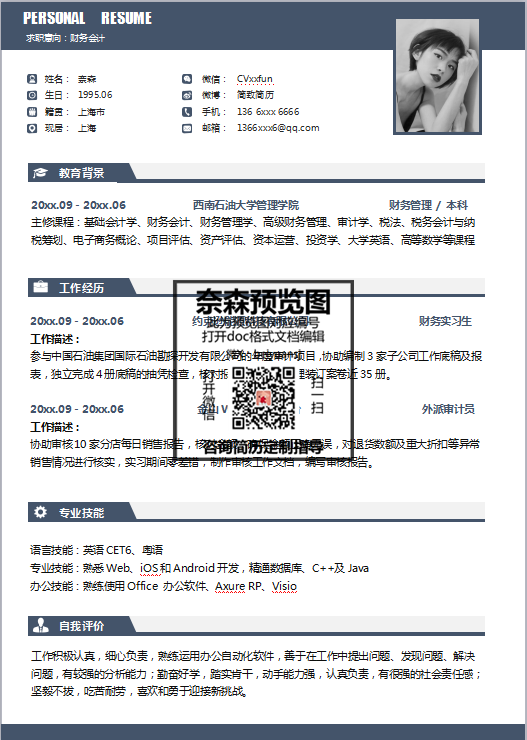 PERSONAL RESUME
求职意向：财务会计
姓名： 奈森
微信： CVxxfun
生日： 1995.06
微博： 简致简历
籍贯： 上海市
手机： 136 6xxx 6666
现居： 上海
邮箱： 1366xxx6@qq.com
教育背景
20xx.09 - 20xx.06 西南石油大学管理学院 财务管理 / 本科
主修课程：基础会计学、财务会计、财务管理学、高级财务管理、审计学、税法、税务会计与纳
税筹划、电子商务概论、项目评估、资产评估、资本运营、投资学、大学英语、高等数学等课程
工作经历
奈森预览图
20xx.09 - 20xx.06 财务实习生
此为预览图对应编号
打开doc格式文档编辑
工作描述：
参与中国石油集团国际石油勘探开发有限公司的年度审计项目，协助编制 3 家子公司工作底稿及报
表，独立完成 4 册底稿的抽凭检查，装订案卷近 35 册。
打开微信
扫一扫
20xx.09 - 20xx.06 外派审计员
工作描述：
协助审核 10 家分店每日销售报告，对退货数额及重大折扣等异常
咨询简历定制指导
销售情况进行核实，实习期间零差错，制作审核工作文档，编写审核报告。
专业技能
语言技能：英语 CET6、粤语
专业技能：熟悉 Web、iOS 和 Android 开发，精通数据库、C++及 Java
办公技能：熟练使用 Office 办公软件、Axure RP、Visio
自我评价
工作积极认真，细心负责，熟练运用办公自动化软件，善于在工作中提出问题、发现问题、解决
问题，有较强的分析能力；勤奋好学，踏实肯干，动手能力强，认真负责，有很强的社会责任感；
坚毅不拔，吃苦耐劳，喜欢和勇于迎接新挑战。